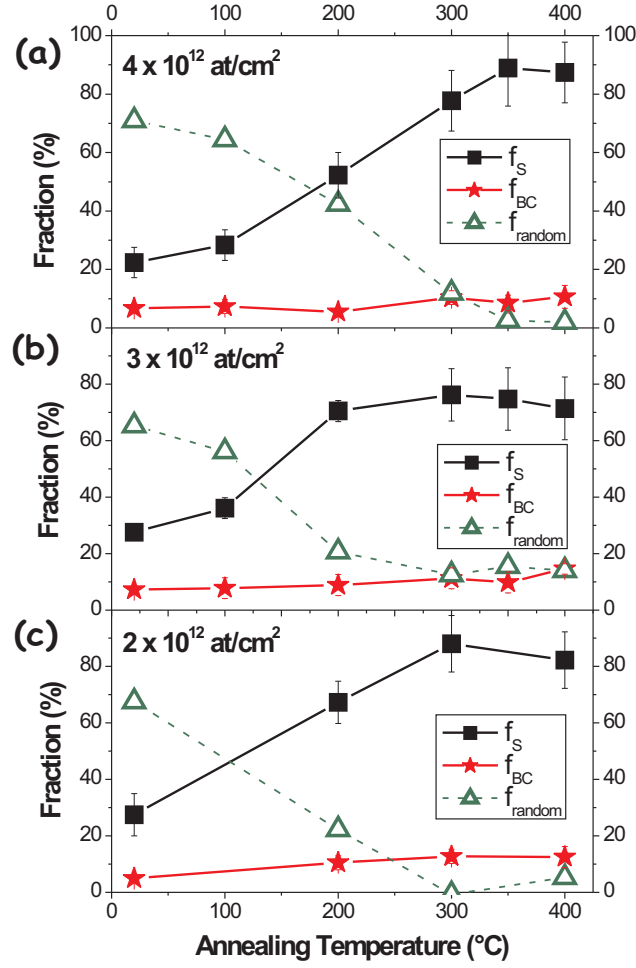 0 100 200 300 400
(a)
4 x 10¹² at/cm²
Fraction (%)
100
80
60
40
20
0
100
80
60
40
20
0
f_S
f_BC
f_random
(b)
3 x 10¹² at/cm²
Fraction (%)
80
60
40
20
0
80
60
40
20
0
f_S
f_BC
f_random
(c)
2 x 10¹² at/cm²
Fraction (%)
80
60
40
20
0
80
60
40
20
0
f_S
f_BC
f_random
0 100 200 300 400
Annealing Temperature (°C)